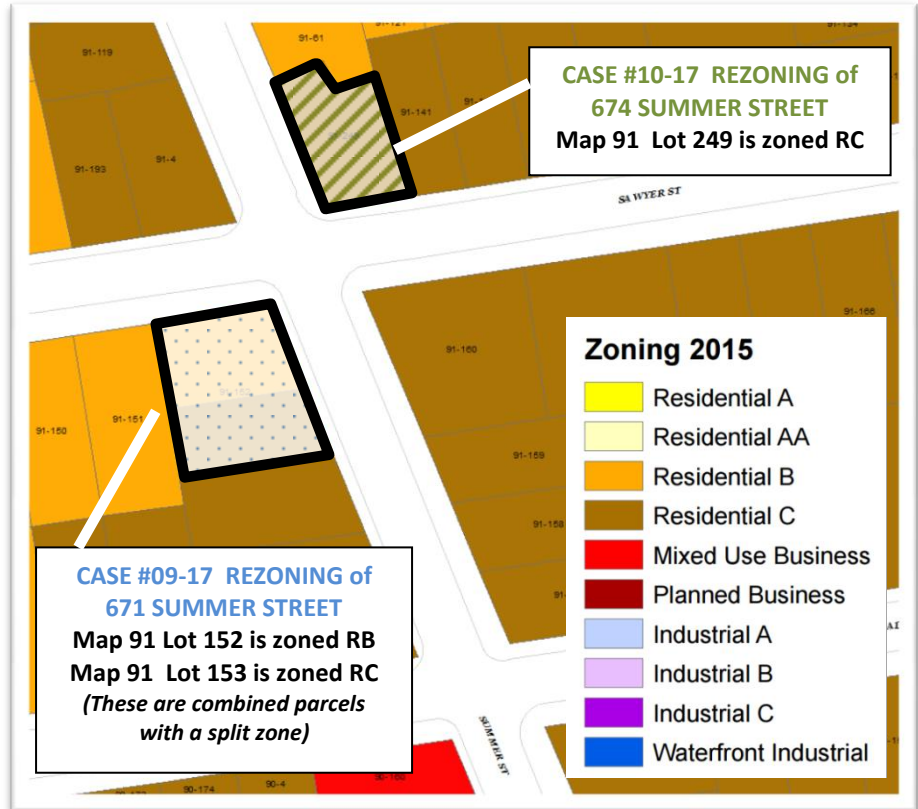 91-119
91-61
91-121
91-134
CASE #10-17 REZONING of
674 SUMMER STREET
Map 91 Lot 249 is zoned RC
91-141
91-193
91-4
SAWYER ST
91-160
91-166
91-151
91-150
91-159
91-158
Zoning 2015
Residential A
Residential AA
Residential B
Residential C
Mixed Use Business
Planned Business
Industrial A
Industrial B
Industrial C
Waterfront Industrial
CASE #09-17 REZONING of
671 SUMMER STREET
Map 91 Lot 152 is zoned RB
Map 91 Lot 153 is zoned RC
(These are combined parcels
with a split zone)
SUMMER ST
90-174
90-4